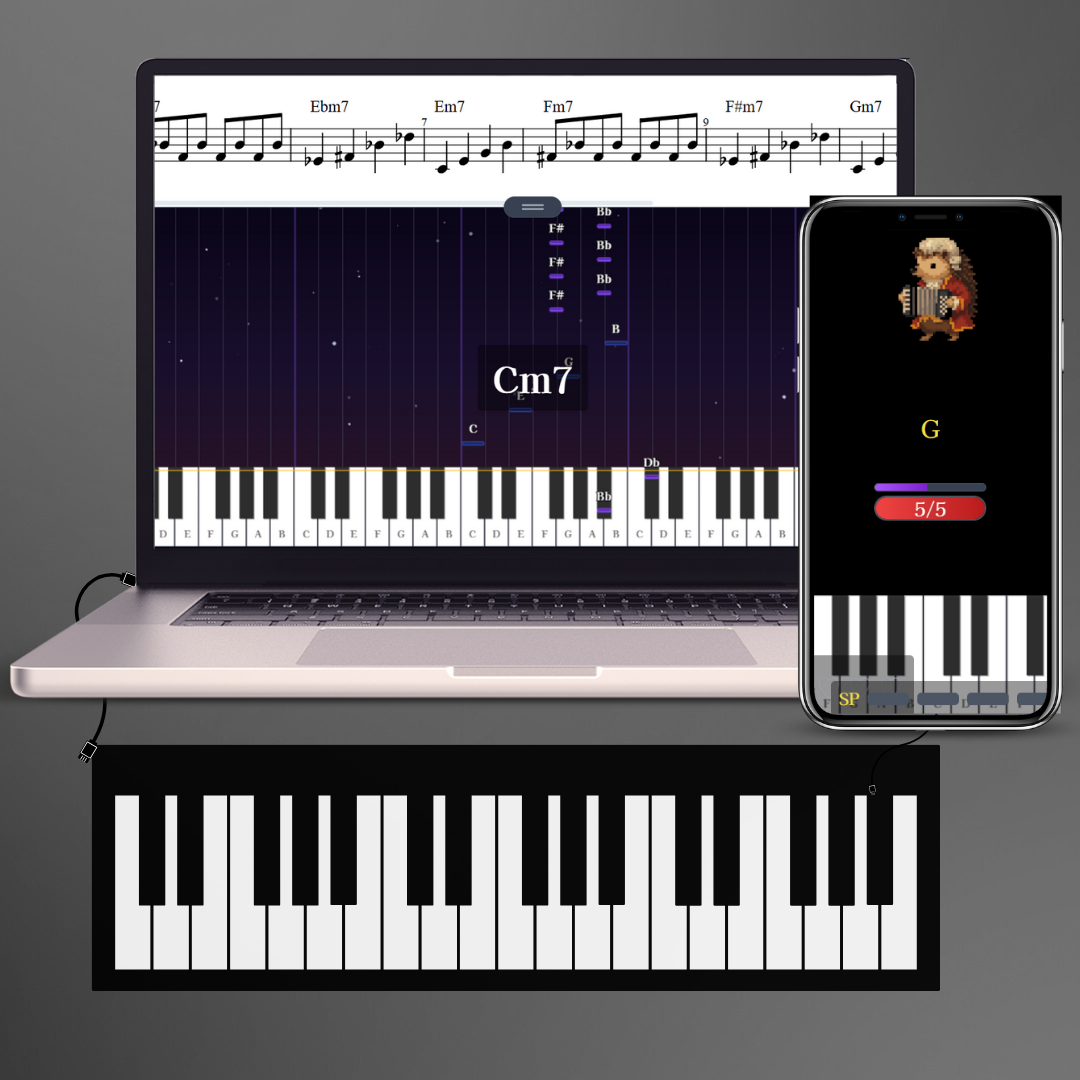 7 Ebm7 Em7 Fm7 F#m7 Gm7
7 9
Bb
F#
Bb
F#
Bb
F#
B
G
Cm7
E
C
Db
Bb
D E F G A B C D E F G A B C D E F G A B C D E F G A B
G
5/5
SP